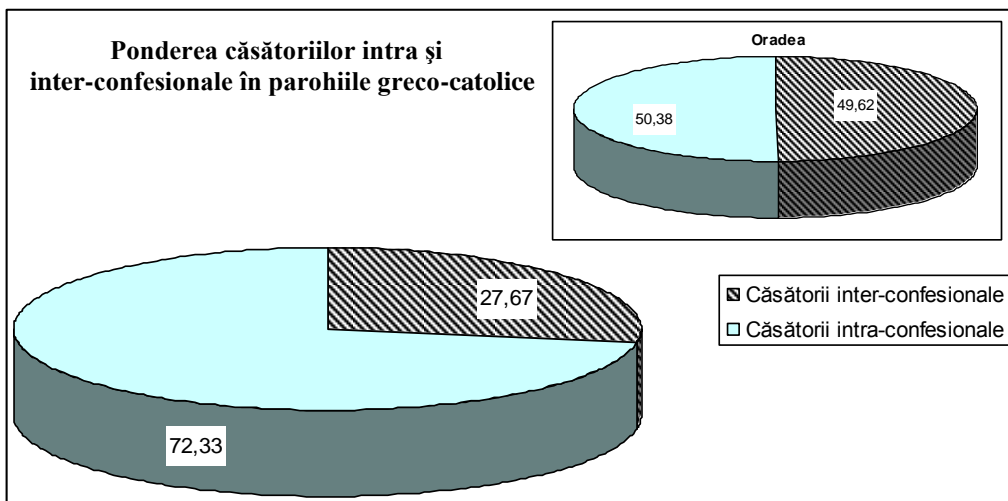 Ponderea căsătoriilor intra şi
inter-confesionale în parohiile greco-catolice
Oradea
50,38
49,62
27,67
72,33
Căsătorii inter-confesionale
Căsătorii intra-confesionale